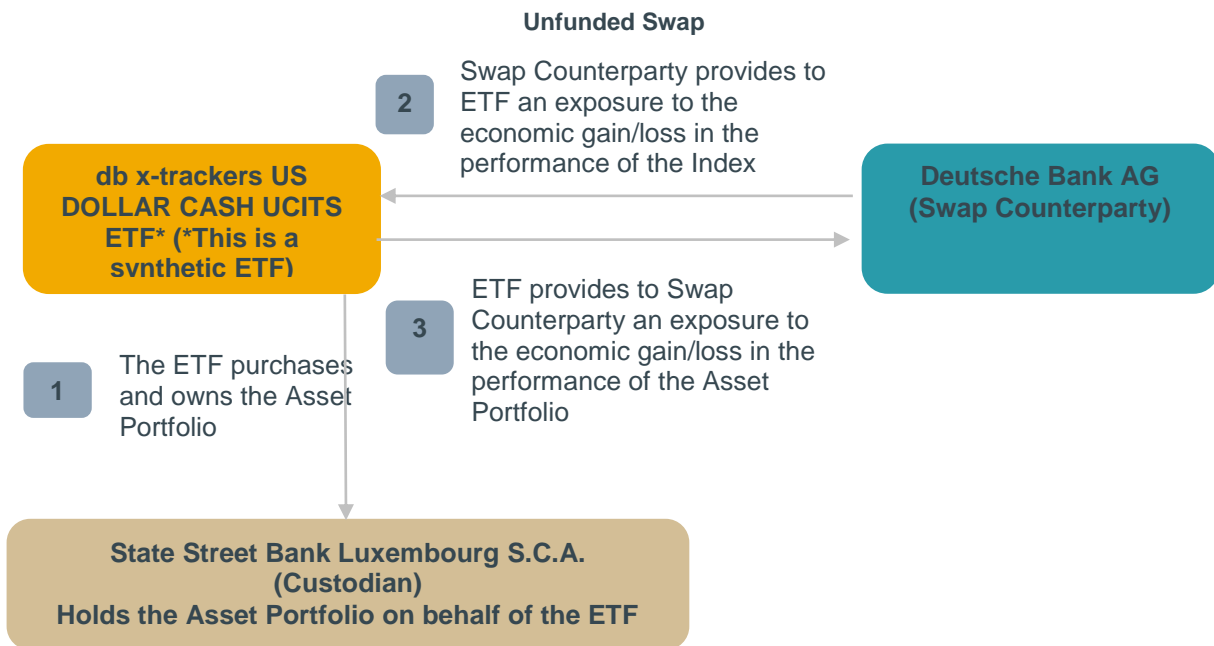 Unfunded Swap
2
Swap Counterparty provides to
ETF an exposure to the
economic gain/loss in the
performance of the Index
db x-trackers US
DOLLAR CASH UCITS
ETF* (*This is a
synthetic ETF)
Deutsche Bank AG
(Swap Counterparty)
3
ETF provides to Swap
Counterparty an exposure to
the economic gain/loss in the
performance of the Asset
Portfolio
1
The ETF purchases
and owns the Asset
Portfolio
State Street Bank Luxembourg S.C.A.
(Custodian)
Holds the Asset Portfolio on behalf of the ETF